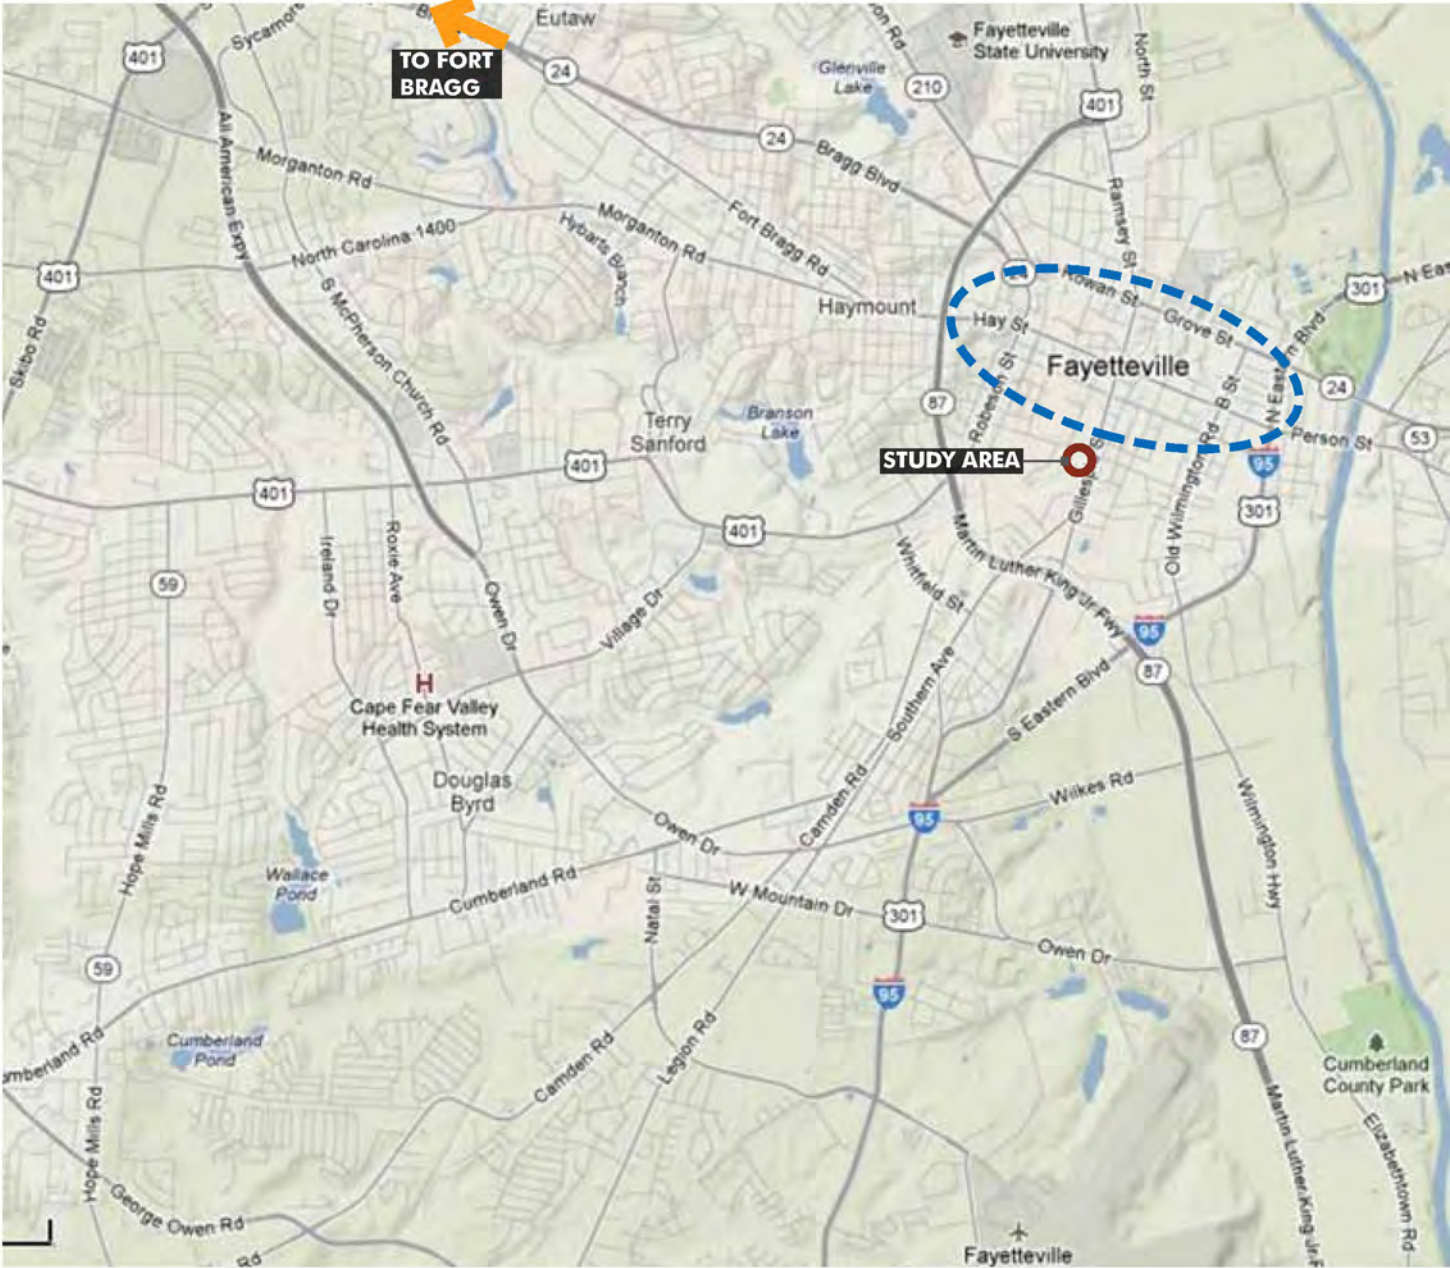 Eutaw
Sycamore
401
TO FORT
BRAGG
24
Fayetteville
State University
North St
Glenville
Lake
210
401
24
Bragg Blvd
All American Expy
Morganton Rd
Ramsey St
Fort Bragg Rd
Morganton Rd
Hybarts Branch
North Carolina 1400
401
S McPherson Church Rd
24
Rowan St
301
Haymount
Hay St
Grove St
Skibo Rd
Fayetteville
Robeson St
B St
24
87
Terry
Sanford
Branson
Lake
Person St
53
STUDY AREA
95
401
401
301
401
Gillesp
Old Wilmington Rd
Martin Luther King Jr Fwy
Whitfield St
Ireland Dr
Roxie Ave
59
Owen Dr
Village Dr
95
87
H
Cape Fear Valley
Health System
Southern Ave
S Eastern Blvd
Douglas
Byrd
Wilkes Rd
Hope Mills Rd
Camden Rd
95
Owen Dr
Wilmington Hwy
Wallace
Pond
Cumberland Rd
W Mountain Dr
Natal St
301
Owen Dr
59
95
Cumberland
Pond
umberland Rd
Camden Rd
Legion Rd
87
Cumberland
County Park
Hope Mills Rd
Martin Luther King Jr F
Elizabethtown Rd
George Owen Rd
Rd
Fayetteville